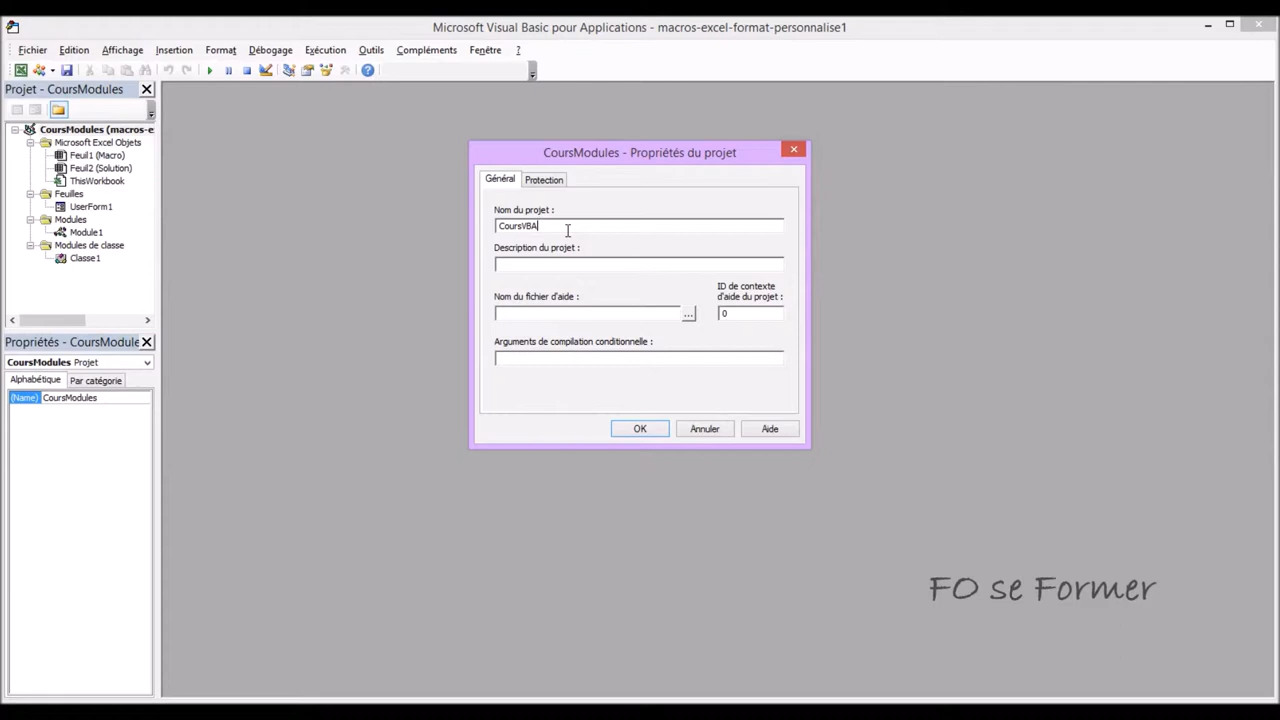 Microsoft Visual Basic pour Applications - macros-excel-format-personnalise1
Fichier Edition Affichage Insertion Format Débogage Exécution Outils Compléments Fenêtre ?
Projet - CoursModules
CoursModules (macros-e
Microsoft Excel Objets
Feuil1 (Macro)
Feuil2 (Solution)
ThisWorkbook
Feuilles
UserForm1
Modules
Module1
Modules de classe
Classe1
Propriétés - CoursModule
CoursModules Projet
Alphabétique Par catégorie
(Name) CoursModules
CoursModules - Propriétés du projet
Général Protection
Nom du projet :
CoursVBA
Description du projet :
Nom du fichier d'aide :
ID de contexte
d'aide du projet :
...
0
Arguments de compilation conditionnelle :
OK Annuler Aide
FO se Former